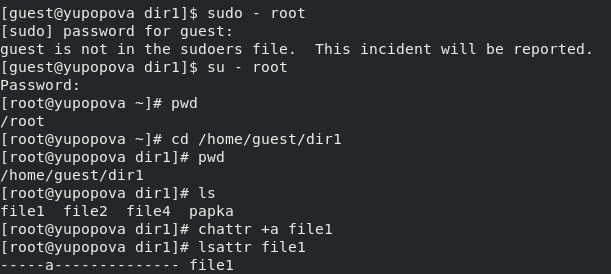 [guest@yupopova dir1]$ sudo - root
[sudo] password for guest:
guest is not in the sudoers file.  This incident will be reported.
[guest@yupopova dir1]$ su - root
Password:
[root@yupopova ~]# pwd
/root
[root@yupopova ~]# cd /home/guest/dir1
[root@yupopova dir1]# pwd
/home/guest/dir1
[root@yupopova dir1]# ls
file1  file2  file4  papka
[root@yupopova dir1]# chattr +a file1
[root@yupopova dir1]# lsattr file1
-----a-------------- file1